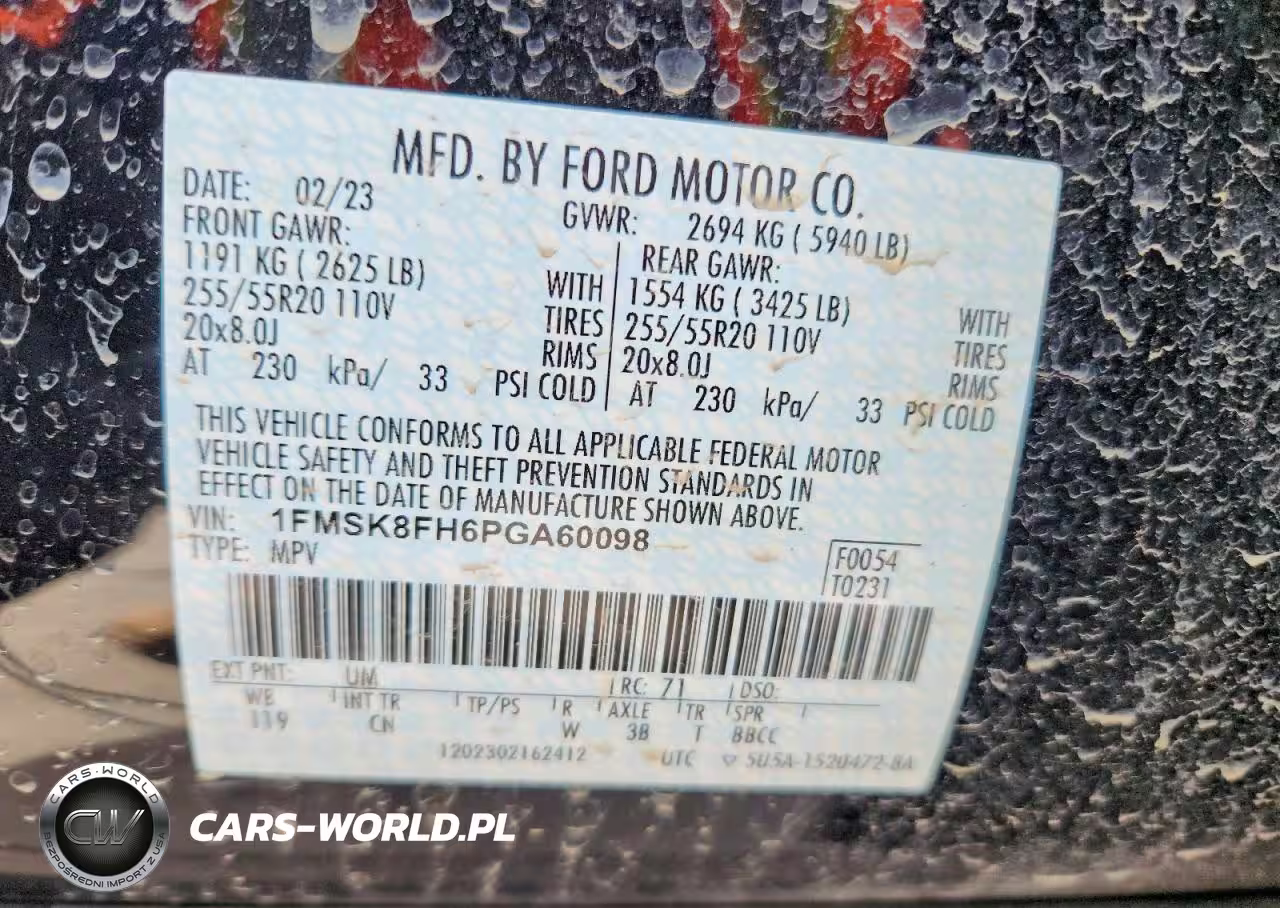 MFD. BY FORD MOTOR CO.
DATE: 02/23 GVWR: 2694 KG ( 5940 LB)
FRONT GAWR: REAR GAWR:
1191 KG ( 2625 LB) WITH 1554 KG ( 3425 LB) WITH
255/55R20 110V TIRES 255/55R20 110V TIRES
20x8.0J RIMS 20x8.0J RIMS
AT 230 kPa/ 33 PSI COLD AT 230 kPa/ 33 PSI COLD
THIS VEHICLE CONFORMS TO ALL APPLICABLE FEDERAL MOTOR
VEHICLE SAFETY AND THEFT PREVENTION STANDARDS IN
EFFECT ON THE DATE OF MANUFACTURE SHOWN ABOVE.
VIN: 1FMSK8FH6PGA60098
TYPE: MPV
F0054
T0231
EXT PNT: UM RC: 71 DSO:
WB INT TR TP/PS R AXLE TR SPR
119 CN W 3B T BBCC
1202302162412 UTC 5U5A-1520472-BA
CARS-WORLD
CW
BEZPOŚREDNI IMPORT Z USA
CARS-WORLD.PL